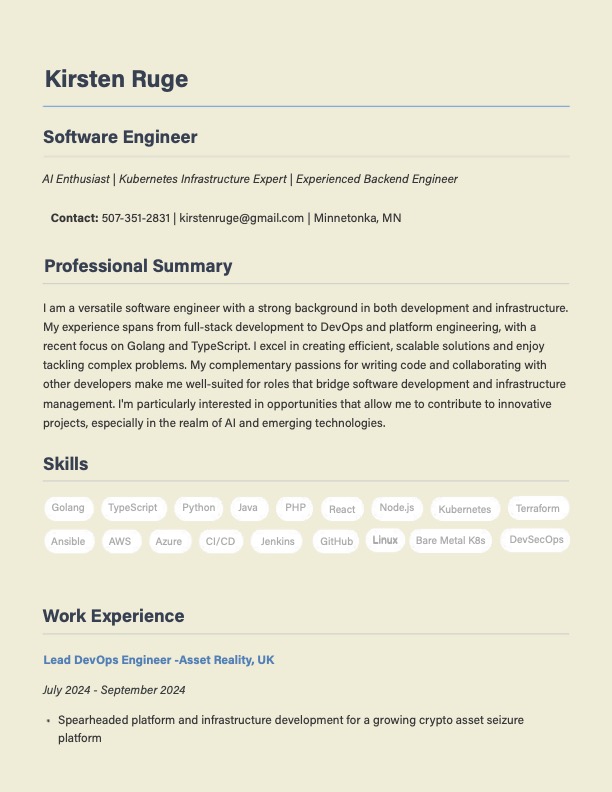 Kirsten Ruge
Software Engineer
AI Enthusiast | Kubernetes Infrastructure Expert | Experienced Backend Engineer
Contact: 507-351-2831 | kirstenruge@gmail.com | Minnetonka, MN
Professional Summary
I am a versatile software engineer with a strong background in both development and infrastructure.
My experience spans from full-stack development to DevOps and platform engineering, with a
recent focus on Golang and TypeScript. I excel in creating efficient, scalable solutions and enjoy
tackling complex problems. My complementary passions for writing code and collaborating with
other developers make me well-suited for roles that bridge software development and infrastructure
management. I'm particularly interested in opportunities that allow me to contribute to innovative
projects, especially in the realm of AI and emerging technologies.
Skills
Golang TypeScript Python Java PHP React Node.js Kubernetes Terraform
Ansible AWS Azure CI/CD Jenkins GitHub Linux Bare Metal K8s DevSecOps
Work Experience
Lead DevOps Engineer -Asset Reality, UK
July 2024 - September 2024
• Spearheaded platform and infrastructure development for a growing crypto asset seizure
platform